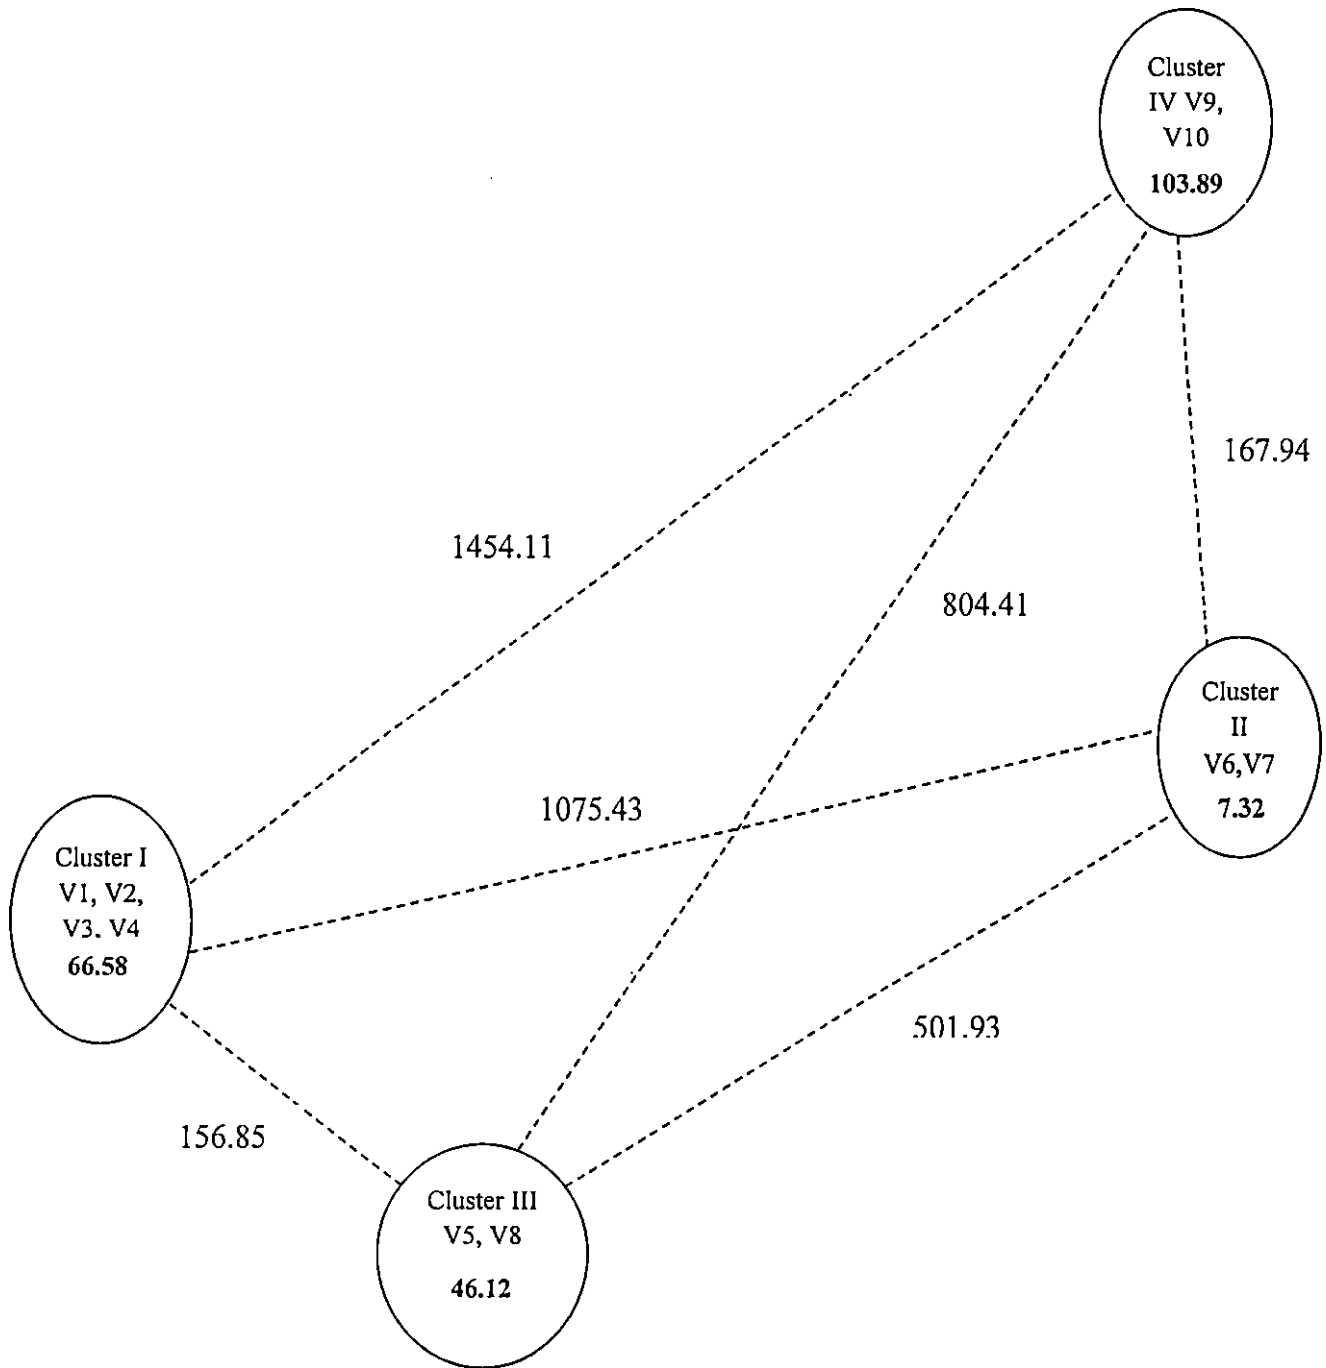 Cluster
IV V9,
V10
103.89
167.94
1454.11
804.41
Cluster
II
V6,V7
7.32
1075.43
Cluster I
V1, V2,
V3. V4
66.58
501.93
156.85
Cluster III
V5, V8
46.12